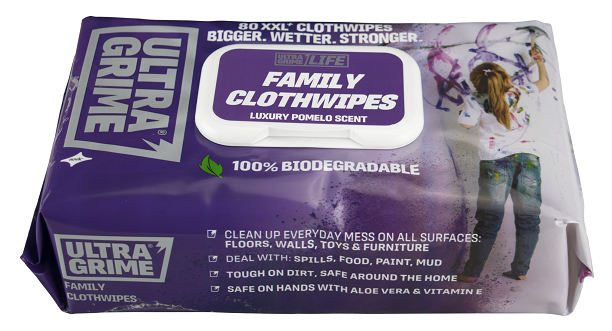 80 XXL+ CLOTHWIPES
BIGGER. WETTER. STRONGER.
ULTRA GRIME®
ULTRA GRIME LIFE
FAMILY
CLOTHWIPES
LUXURY POMELO SCENT
100% BIODEGRADABLE
CLEAN UP EVERYDAY MESS ON ALL SURFACES:
FLOORS, WALLS, TOYS & FURNITURE
DEAL WITH: SPILLS, FOOD, PAINT, MUD
TOUGH ON DIRT, SAFE AROUND THE HOME
SAFE ON HANDS WITH ALOE VERA & VITAMIN E
ULTRA®
GRIME
FAMILY
CLOTHWIPES